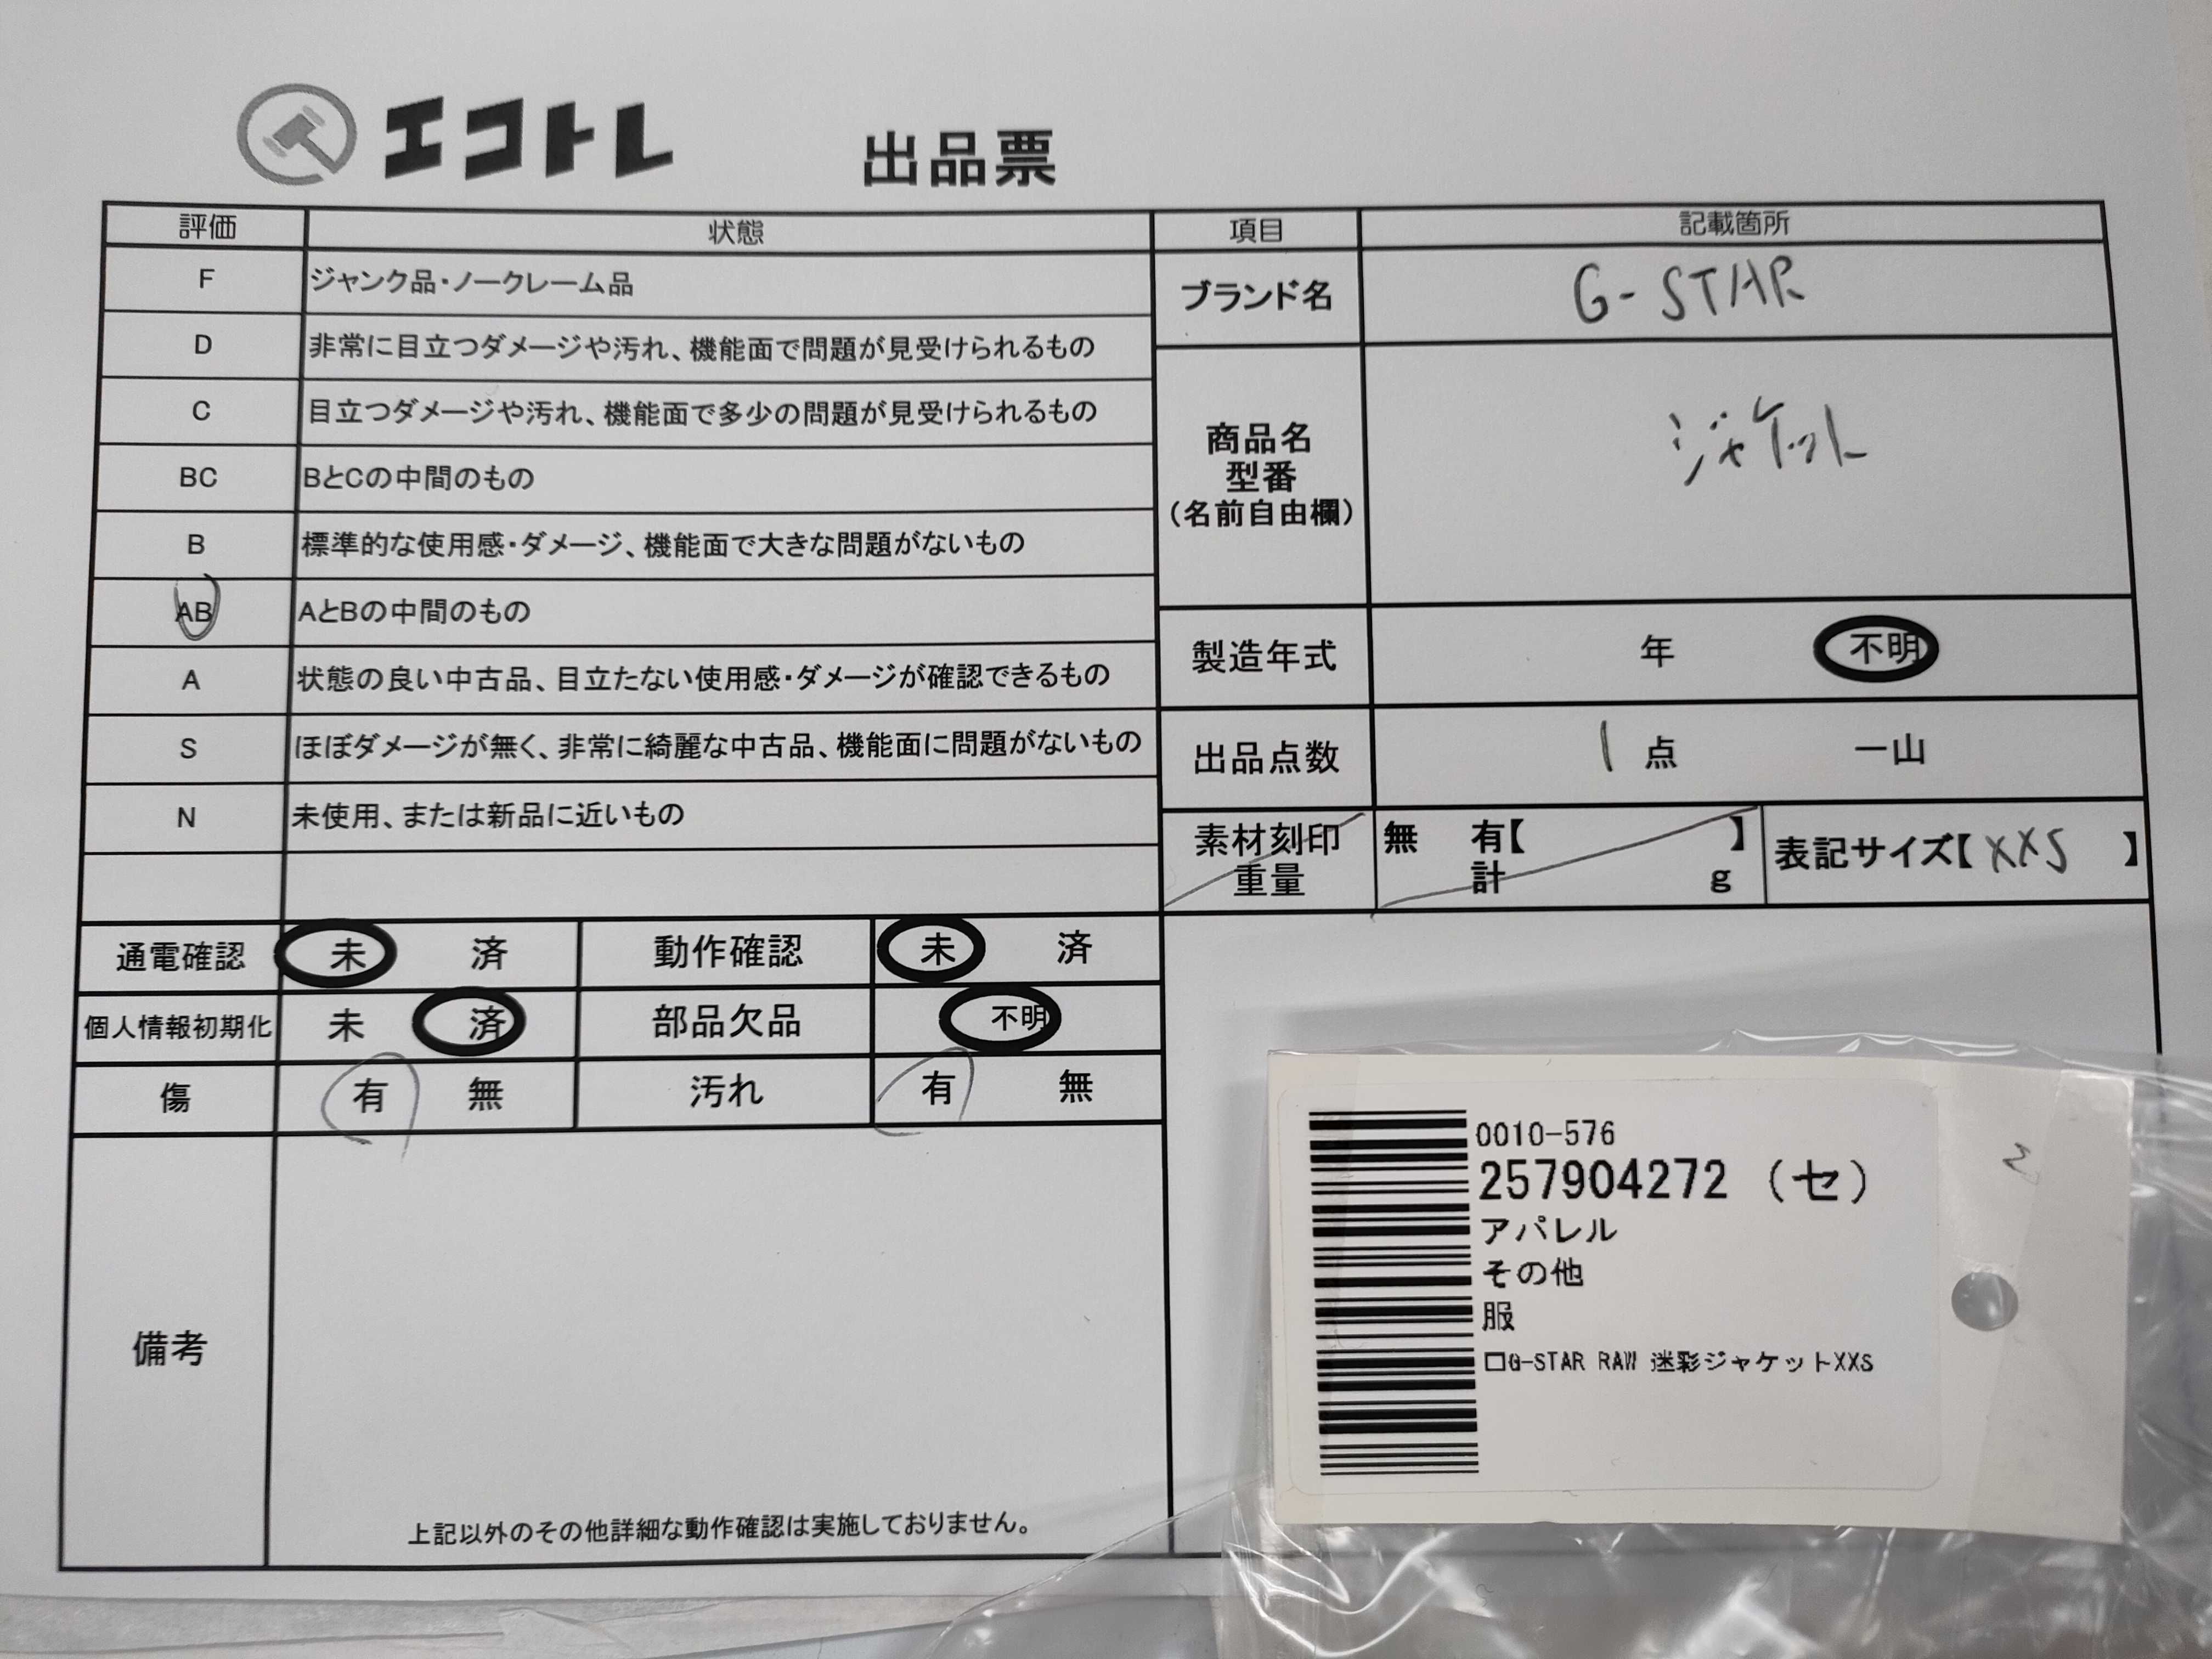 エコトレ 出品票
評価 状態 項目 記載箇所
F ジャンク品・ノークレーム品
ブランド名 G-STAR
D 非常に目立つダメージや汚れ、機能面で問題が見受けられるもの
C 目立つダメージや汚れ、機能面で多少の問題が見受けられるもの
商品名
型番
(名前自由欄)
ジャケット
BC BとCの中間のもの
B 標準的な使用感・ダメージ、機能面で大きな問題がないもの
AB AとBの中間のもの
製造年式 年 不明
A 状態の良い中古品、目立たない使用感・ダメージが確認できるもの
S ほぼダメージが無く、非常に綺麗な中古品、機能面に問題がないもの
出品点数 1 点 一山
N 未使用、または新品に近いもの
素材刻印 無 有【 】
重量 計 g
表記サイズ【XXS】
通電確認 未 済 動作確認 未 済
個人情報初期化 未 済 部品欠品 不明
傷 有 無 汚れ 有 無
備考
上記以外のその他詳細な動作確認は実施しておりません。
0010-576
257904272 (セ)
アパレル
その他
服
□G-STAR RAW 迷彩ジャケットXXS